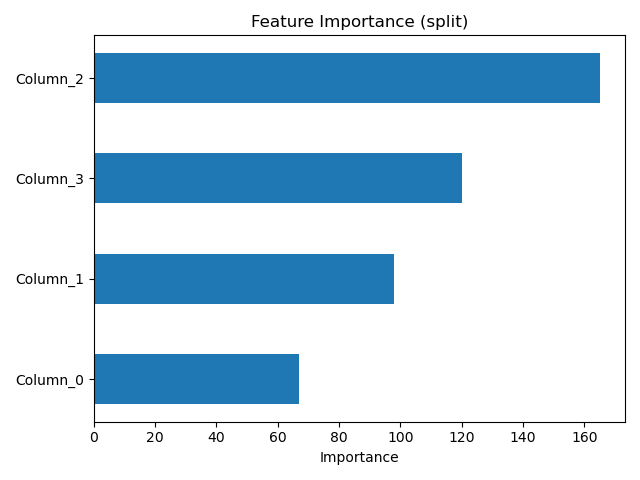 Feature Importance (split)
Column_2
Column_3
Column_1
Column_0
0 20 40 60 80 100 120 140 160
Importance